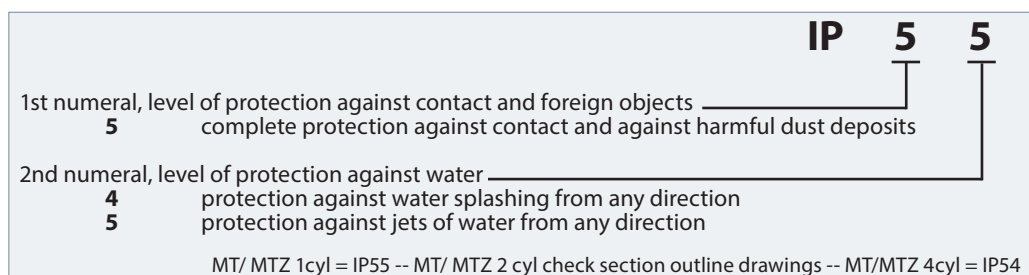 IP 5 5
1st numeral, level of protection against contact and foreign objects
5 complete protection against contact and against harmful dust deposits
2nd numeral, level of protection against water
4 protection against water splashing from any direction
5 protection against jets of water from any direction
MT/ MTZ 1cyl = IP55 -- MT/ MTZ 2 cyl check section outline drawings -- MT/MTZ 4cyl = IP54